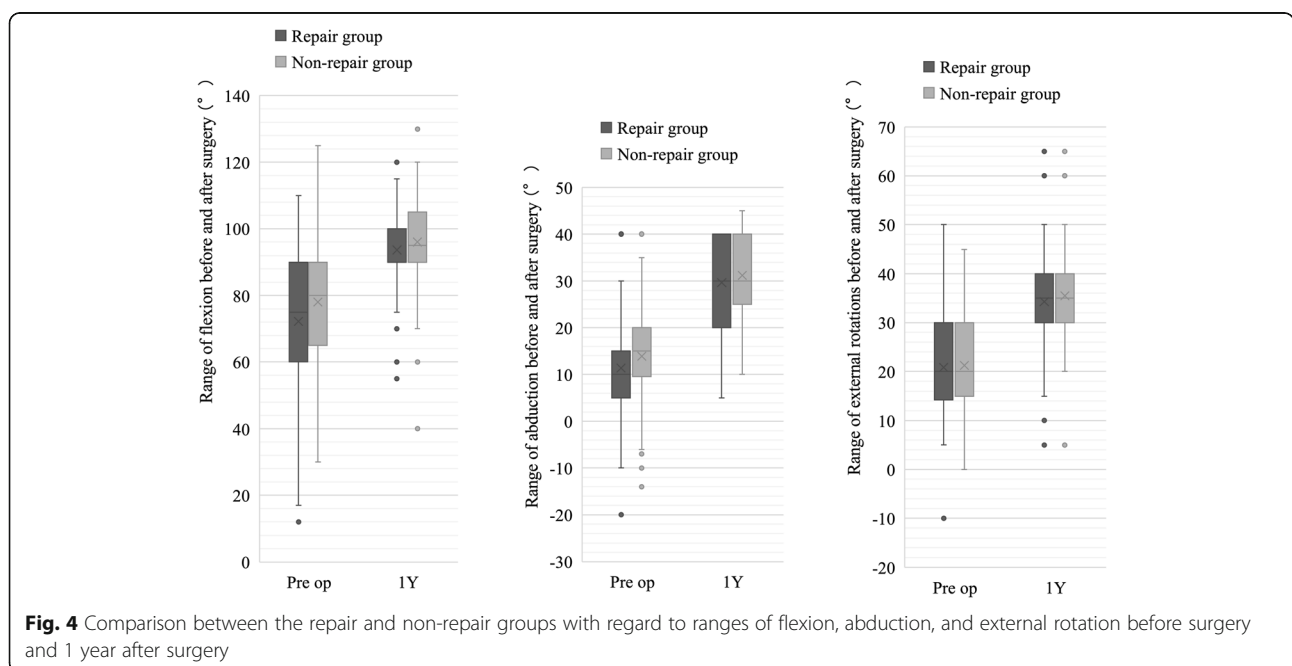 Repair group
Non-repair group
Range of flexion before and after surgery (°)
140
120
100
80
60
40
20
0
Pre op 1Y
Repair group
Non-repair group
Range of abduction before and after surgery (°)
50
40
30
20
10
0
-10
-20
-30
Pre op 1Y
Repair group
Non-repair group
Range of external rotations before and after surgery (°)
70
60
50
40
30
20
10
0
-10
-20
Pre op 1Y
Fig. 4 Comparison between the repair and non-repair groups with regard to ranges of flexion, abduction, and external rotation before surgery
and 1 year after surgery